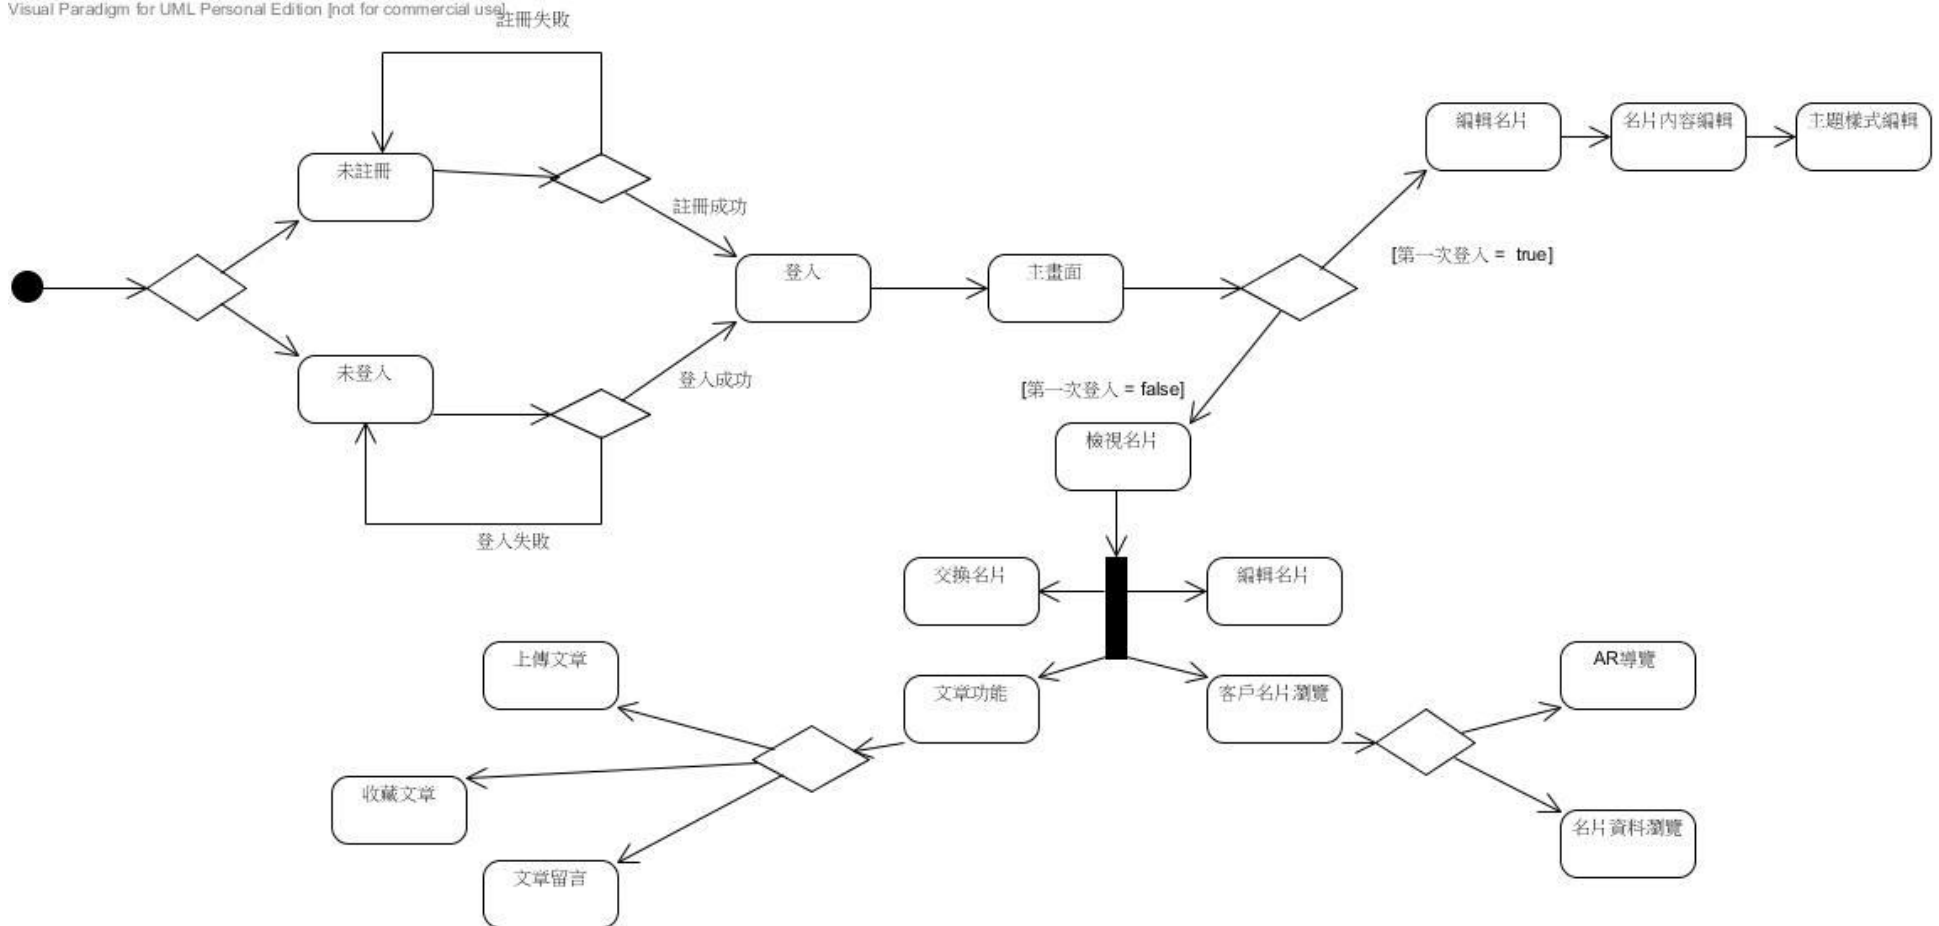 Visual Paradigm for UML Personal Edition [not for commercial use]
註冊失敗
未註冊
註冊成功
登入
主畫面
編輯名片
名片內容編輯
主題樣式編輯
[第一次登入 = true]
未登入
登入成功
登入失敗
[第一次登入 = false]
檢視名片
交換名片
編輯名片
上傳文章
文章功能
客戶名片瀏覽
AR導覽
收藏文章
名片資料瀏覽
文章留言